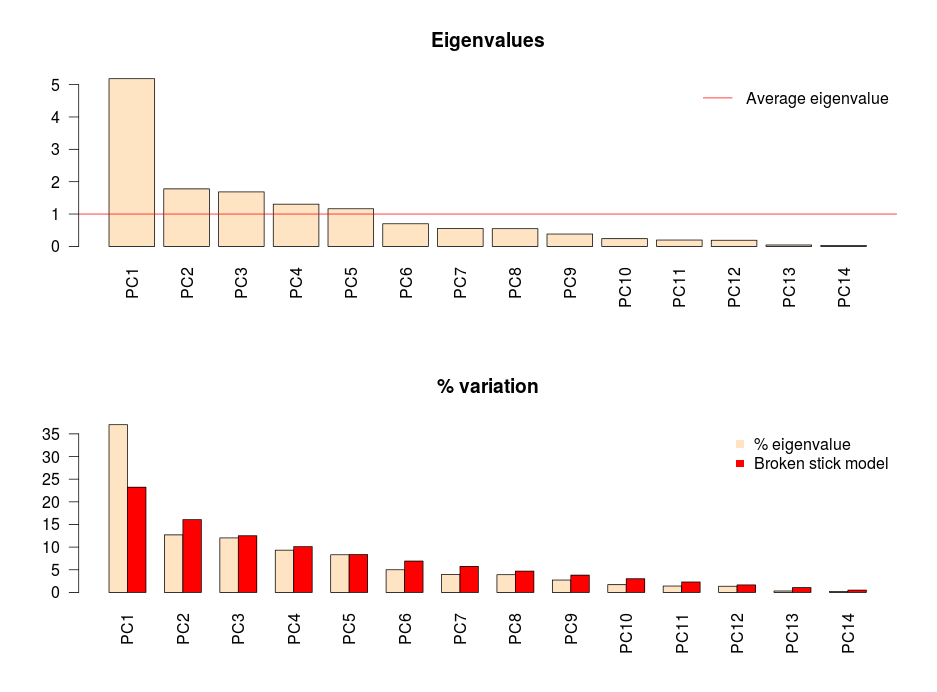 Eigenvalues
5
4
3
2
1
0
Average eigenvalue
PC1
PC2
PC3
PC4
PC5
PC6
PC7
PC8
PC9
PC10
PC11
PC12
PC13
PC14
% variation
35
30
25
20
15
10
5
0
% eigenvalue
Broken stick model
PC1
PC2
PC3
PC4
PC5
PC6
PC7
PC8
PC9
PC10
PC11
PC12
PC13
PC14